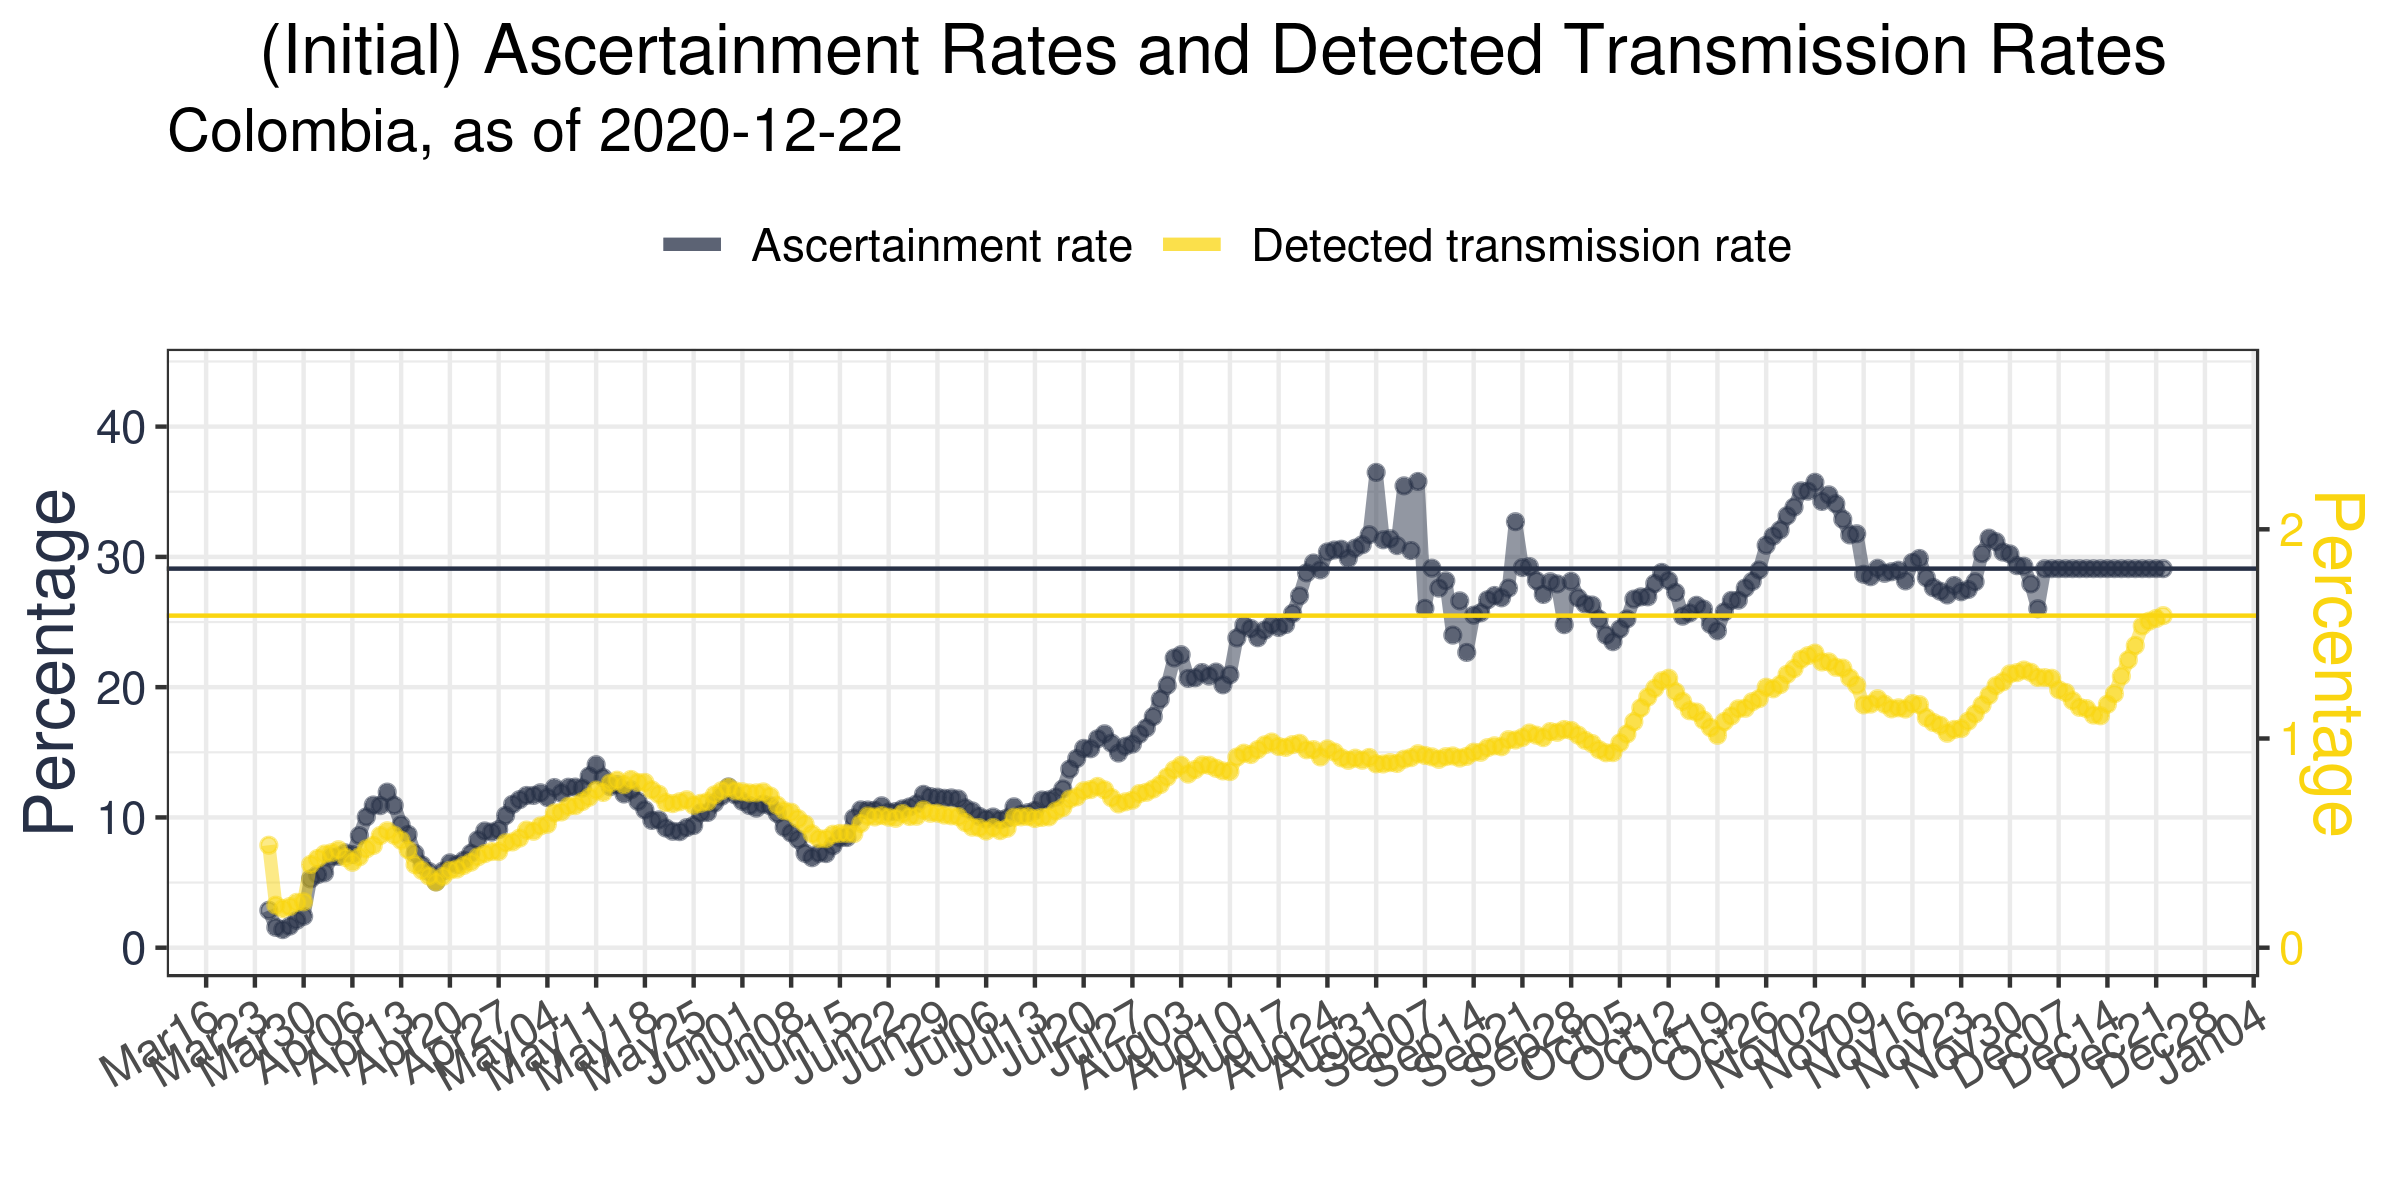 (Initial) Ascertainment Rates and Detected Transmission Rates
Colombia, as of 2020-12-22
Ascertainment rate Detected transmission rate
Percentage
40
30
20
10
0
2
1
0
Percentage
Mar16 Mar23 Mar30 Apr06 Apr13 Apr20 Apr27 May04 May11 May18 May25 Jun01 Jun08 Jun15 Jun22 Jun29 Jul06 Jul13 Jul20 Jul27 Aug03 Aug10 Aug17 Aug24 Aug31 Sep07 Sep14 Sep21 Sep28 Oct05 Oct12 Oct19 Oct26 Nov02 Nov09 Nov16 Nov23 Nov30 Dec07 Dec14 Dec21 Dec28 Jan04